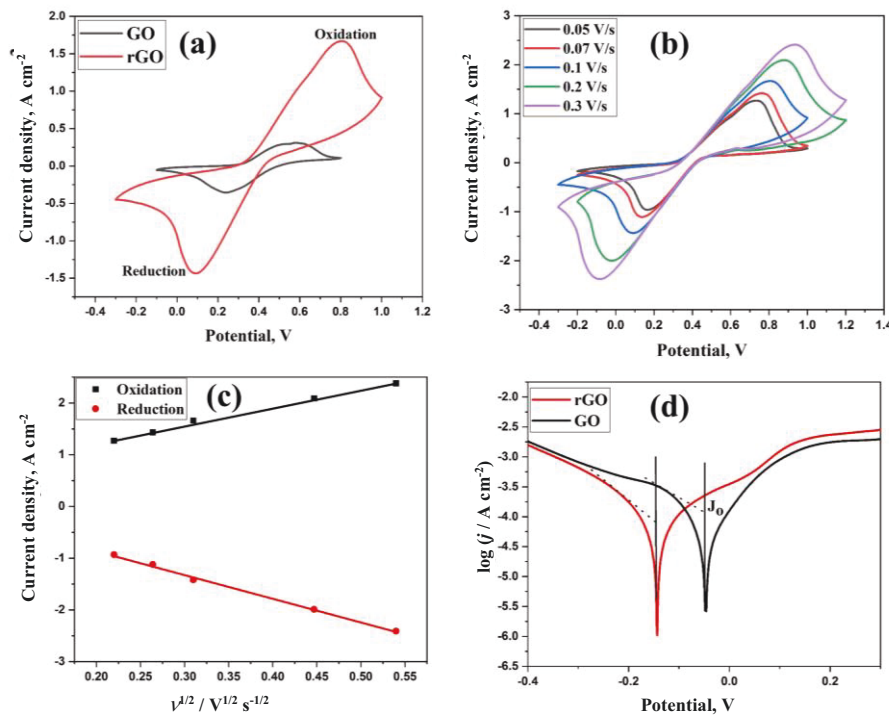 GO
rGO
(a)
Oxidation
Reduction
2.0
1.5
1.0
0.5
0.0
-0.5
-1.0
-1.5
Current density, A cm-2
-0.4 -0.2 0.0 0.2 0.4 0.6 0.8 1.0 1.2
Potential, V
0.05 V/s
0.07 V/s
0.1 V/s
0.2 V/s
0.3 V/s
(b)
3
2
1
0
-1
-2
-3
Current density, A cm-2
-0.4 -0.2 0.0 0.2 0.4 0.6 0.8 1.0 1.2 1.4
Potential, V
Oxidation
Reduction
(c)
2
1
0
-1
-2
-3
Current density, A cm-2
0.20 0.25 0.30 0.35 0.40 0.45 0.50 0.55
V1/2 / V1/2 s-1/2
rGO
GO
(d)
Jo
-2.0
-2.5
-3.0
-3.5
-4.0
-4.5
-5.0
-5.5
-6.0
-6.5
log (j / A cm-2)
-0.4 -0.2 0.0 0.2
Potential, V